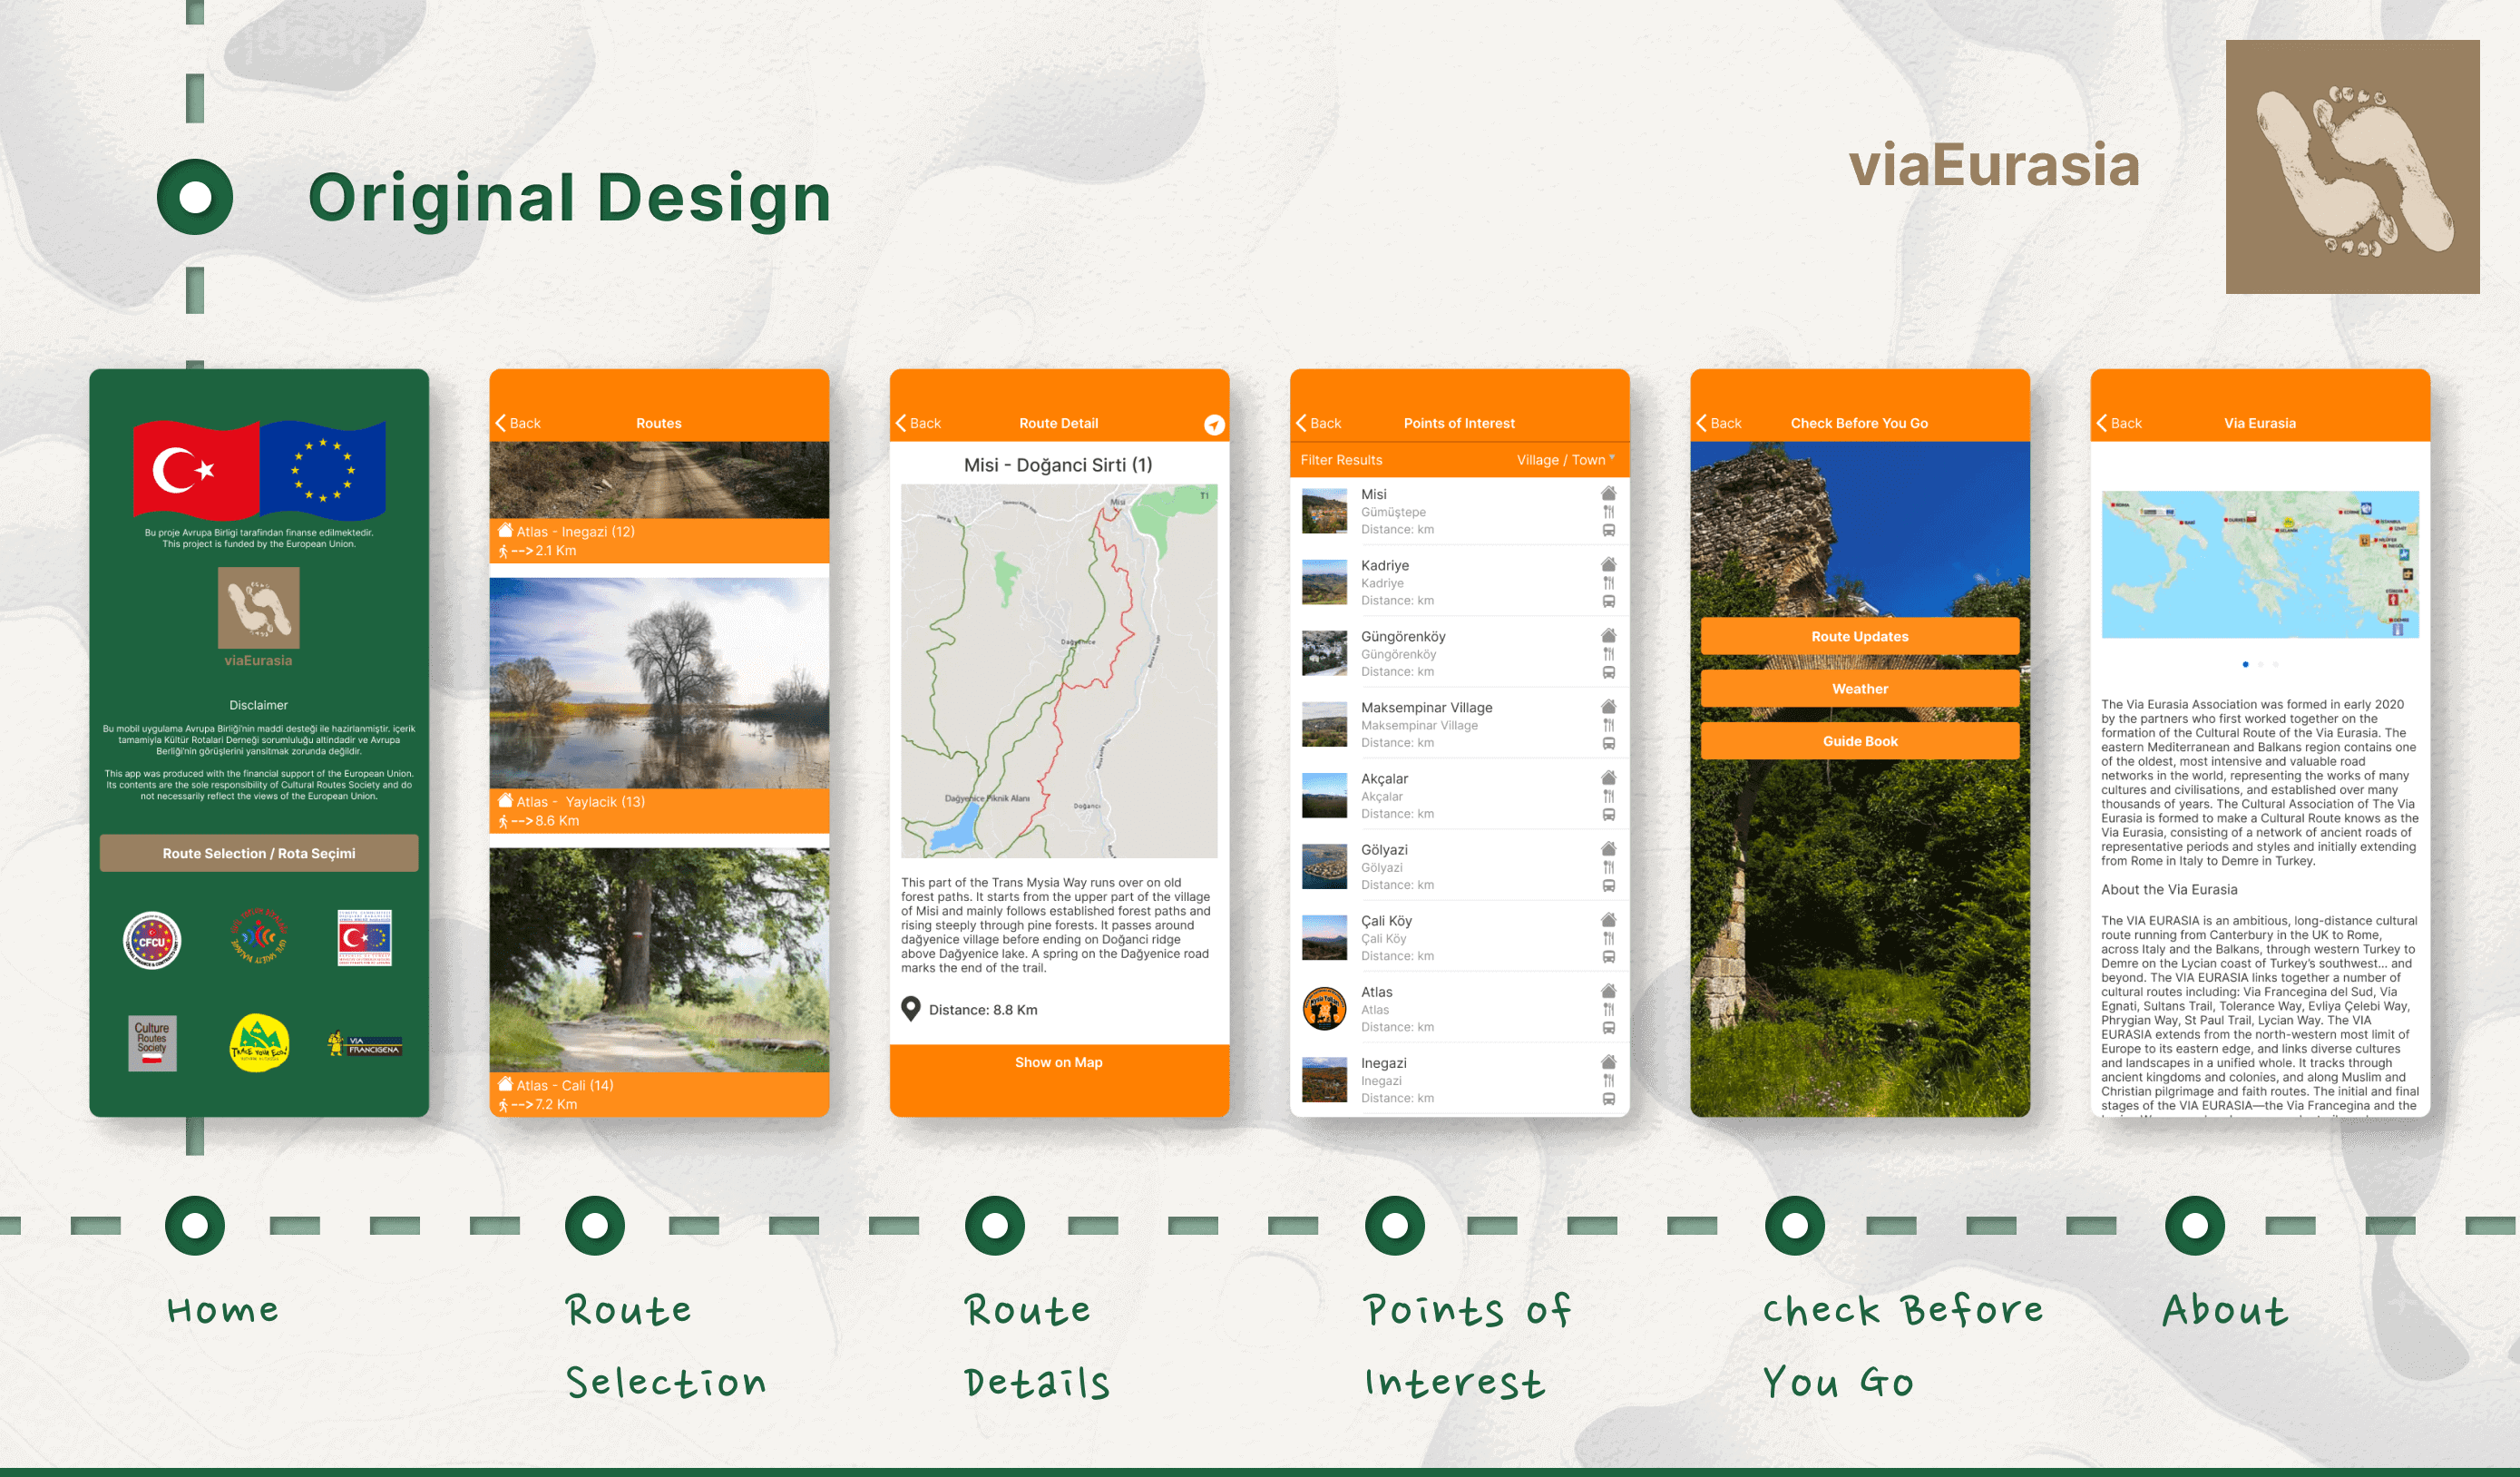 Original Design
viaEurasia
Bu proje Avrupa Birligi tarafindan finanse edilmektedir.
This project is funded by the European Union.
viaEurasia
Disclaimer
Bu mobil uygulama Avrupa Birliği'nin maddi desteği ile hazirlanmiştir. içerik
tamamiyla Kültür Rotalari Derneği sorumluluğu altindadir ve Avrupa
Berliği'nin görüşlerini yansitmak zorunda değildir.
This app was produced with the financial support of the European Union.
Its contents are the sole responsibility of Cultural Routes Society and do
not necessarily reflect the views of the European Union.
Route Selection / Rota Seçimi
CFCU
Culture
Routes
Society
TRACE YOUR ECO!
VIA
FRANCIGENA
Back
Routes
Atlas - Inegazi (12)
-->2.1 Km
Atlas - Yaylacik (13)
-->8.6 Km
Atlas - Cali (14)
-->7.2 Km
Back
Route Detail
Misi - Doğanci Sirti (1)
T1
Misi
Dağyenice
Dağyenice Piknik Alanı
Doğancı
This part of the Trans Mysia Way runs over on old
forest paths. It starts from the upper part of the village
of Misi and mainly follows established forest paths and
rising steeply through pine forests. It passes around
dağyenice village before ending on Doğanci ridge
above Dağyenice lake. A spring on the Dağyenice road
marks the end of the trail.
Distance: 8.8 Km
Show on Map
Back
Points of Interest
Filter Results
Village / Town
Misi
Gümüştepe
Distance: km
Kadriye
Kadriye
Distance: km
Güngörenköy
Güngörenköy
Distance: km
Maksempinar Village
Maksempinar Village
Distance: km
Akçalar
Akçalar
Distance: km
Gölyazi
Gölyazi
Distance: km
Çali Köy
Çali Köy
Distance: km
Atlas
Atlas
Distance: km
Inegazi
Inegazi
Distance: km
Back
Check Before You Go
Route Updates
Weather
Guide Book
Back
Via Eurasia
The Via Eurasia Association was formed in early 2020
by the partners who first worked together on the
formation of the Cultural Route of the Via Eurasia. The
eastern Mediterranean and Balkans region contains one
of the oldest, most intensive and valuable road
networks in the world, representing the works of many
cultures and civilisations, and established over many
thousands of years. The Cultural Association of The Via
Eurasia is formed to make a Cultural Route knows as the
Via Eurasia, consisting of a network of ancient roads of
representative periods and styles and initially extending
from Rome in Italy to Demre in Turkey.
About the Via Eurasia
The VIA EURASIA is an ambitious, long-distance cultural
route running from Canterbury in the UK to Rome,
across Italy and the Balkans, through western Turkey to
Demre on the Lycian coast of Turkey's southwest... and
beyond. The VIA EURASIA links together a number of
cultural routes including: Via Francegina del Sud, Via
Egnati, Sultans Trail, Tolerance Way, Evliya Çelebi Way,
Phrygian Way, St Paul Trail, Lycian Way. The VIA
EURASIA extends from the north-western most limit of
Europe to its eastern edge, and links diverse cultures
and landscapes in a unified whole. It tracks through
ancient kingdoms and colonies, and along Muslim and
Christian pilgrimage and faith routes. The initial and final
stages of the VIA EURASIA—the Via Francegina and the
Home
Route
Selection
Route
Details
Points of
Interest
Check Before
You Go
About